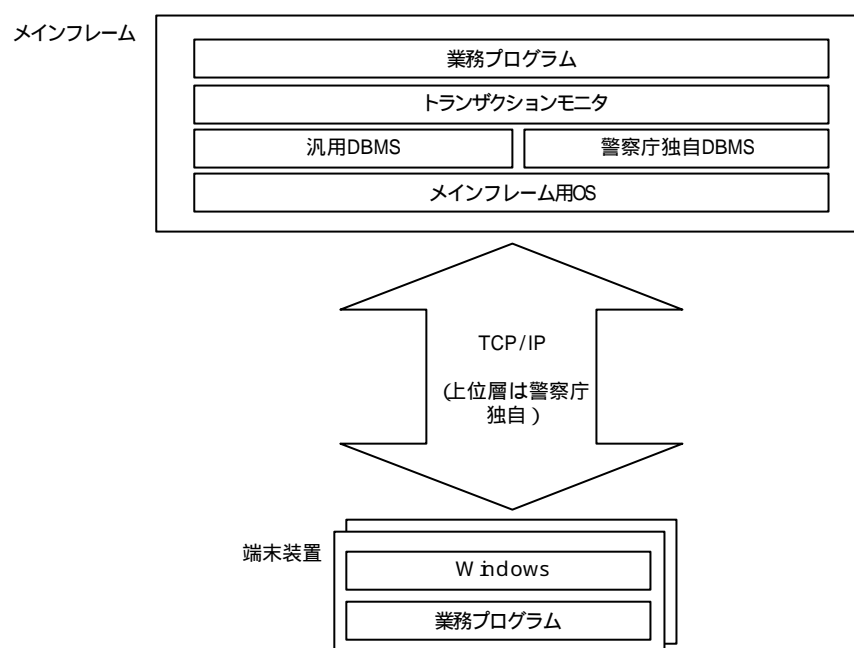 メインフレーム
業務プログラム
トランザクションモニタ
汎用DBMS
警察庁独自DBMS
メインフレーム用OS
TCP/IP
(上位層は警察庁
独自)
端末装置
Windows
業務プログラム